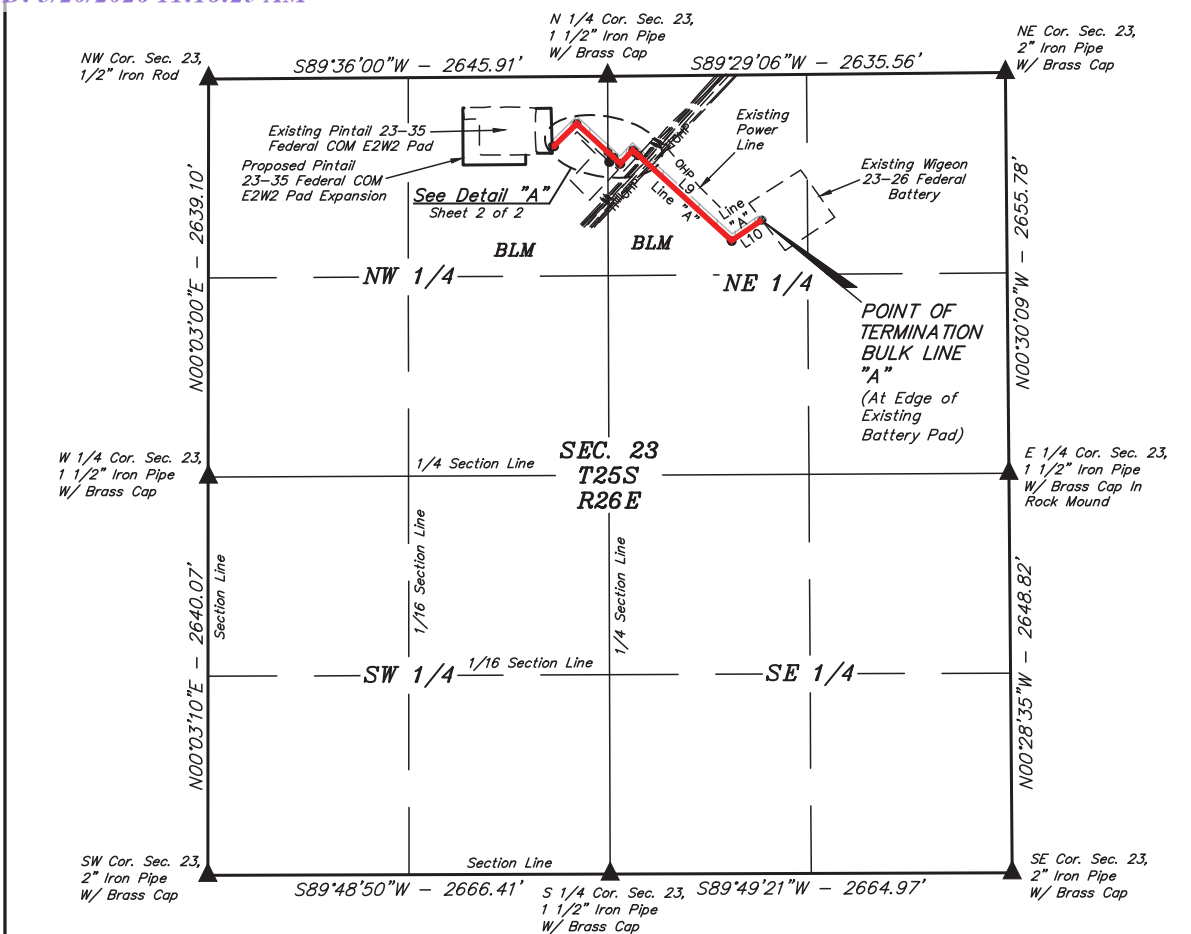 N 1/4 Cor. Sec. 23,
1 1/2" Iron Pipe
W/ Brass Cap
NW Cor. Sec. 23,
1/2" Iron Rod
NE Cor. Sec. 23,
2" Iron Pipe
W/ Brass Cap
S89°36'00"W - 2645.91'
S89°29'06"W - 2635.56'
Existing Pintail 23-35
Federal COM E2W2 Pad
Proposed Pintail
23-35 Federal COM
E2W2 Pad Expansion
See Detail "A"
Sheet 2 of 2
Existing
Power
Line
Existing Wigeon
23-26 Federal
Battery
OHP
OHP
L9
Line "A"
Line
"A"
L10
BLM
BLM
N00°03'00"E - 2639.10'
N00°30'09"W - 2655.78'
NW 1/4
NE 1/4
POINT OF
TERMINATION
BULK LINE
"A"
(At Edge of
Existing
Battery Pad)
W 1/4 Cor. Sec. 23,
1 1/2" Iron Pipe
W/ Brass Cap
1/4 Section Line
SEC. 23
T25S
R26E
E 1/4 Cor. Sec. 23,
1 1/2" Iron Pipe
W/ Brass Cap In
Rock Mound
N00°03'10"E - 2640.07'
Section Line
1/16 Section Line
1/4 Section Line
N00°28'35"W - 2648.82'
SW 1/4
1/16 Section Line
SE 1/4
SW Cor. Sec. 23,
2" Iron Pipe
W/ Brass Cap
Section Line
S89°48'50"W - 2666.41'
S 1/4 Cor. Sec. 23,
1 1/2" Iron Pipe
W/ Brass Cap
S89°49'21"W - 2664.97'
SE Cor. Sec. 23,
2" Iron Pipe
W/ Brass Cap